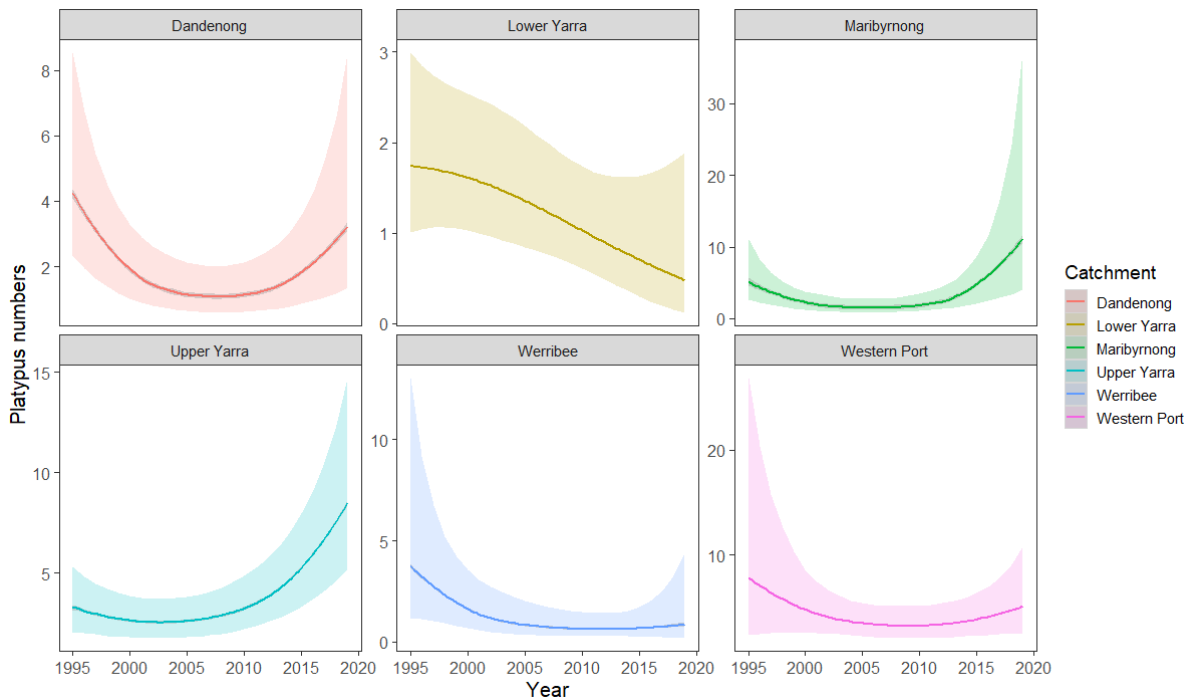 Dandenong
Lower Yarra
Maribyrnong
8
6
4
2
3
2
1
0
30
20
10
0
Platypus numbers
Upper Yarra
Werribee
Western Port
15
10
5
10
5
0
20
10
1995 2000 2005 2010 2015 2020
1995 2000 2005 2010 2015 2020
1995 2000 2005 2010 2015 2020
Year
Catchment
Dandenong
Lower Yarra
Maribyrnong
Upper Yarra
Werribee
Western Port